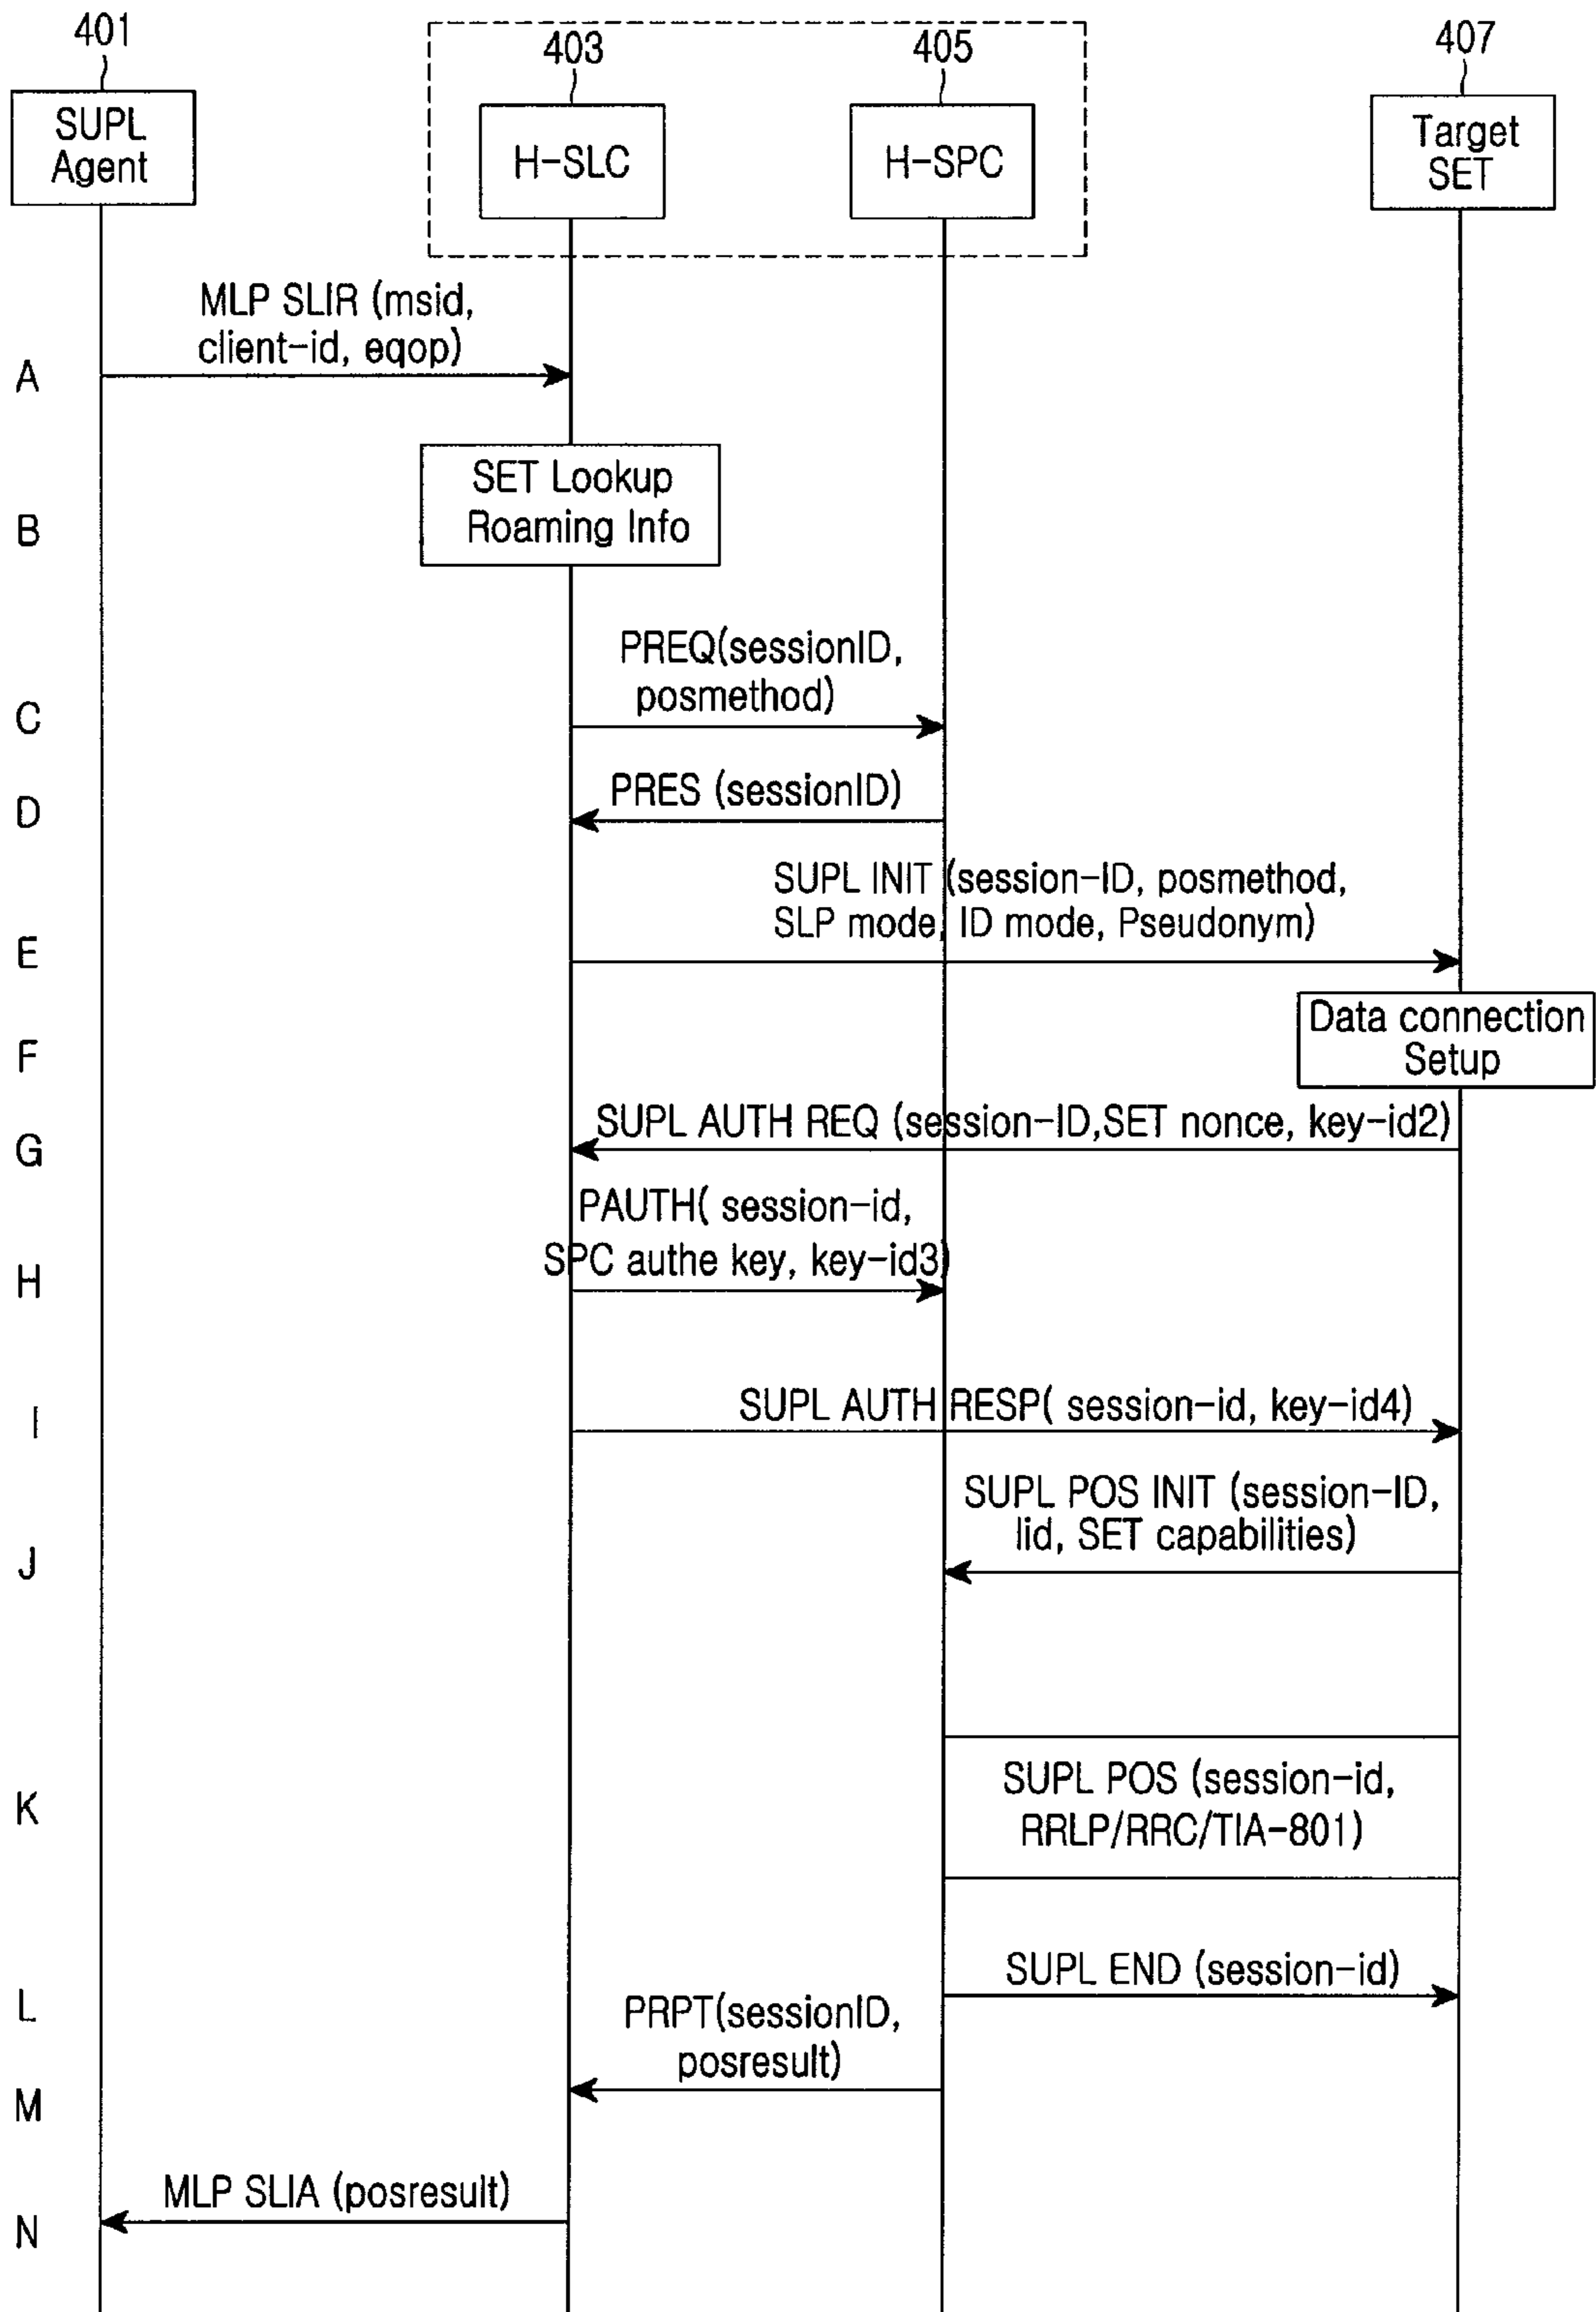 401
403
405
407
SUPL
Agent
H-SLC
H-SPC
Target
SET
MLP SLIR (msid,
client-id, eqop)
A
SET Lookup
Roaming Info
B
PREQ(sessionID,
posmethod)
C
PRES (sessionID)
D
SUPL INIT (session-ID, posmethod,
SLP mode, ID mode, Pseudonym)
E
Data connection
Setup
F
SUPL AUTH REQ (session-ID,SET nonce, key-id2)
G
PAUTH( session-id,
SPC authe key, key-id3)
H
SUPL AUTH RESP( session-id, key-id4)
I
SUPL POS INIT (session-ID,
lid, SET capabilities)
J
SUPL POS (session-id,
RRLP/RRC/TIA-801)
K
SUPL END (session-id)
L
PRPT(sessionID,
posresult)
M
MLP SLIA (posresult)
N